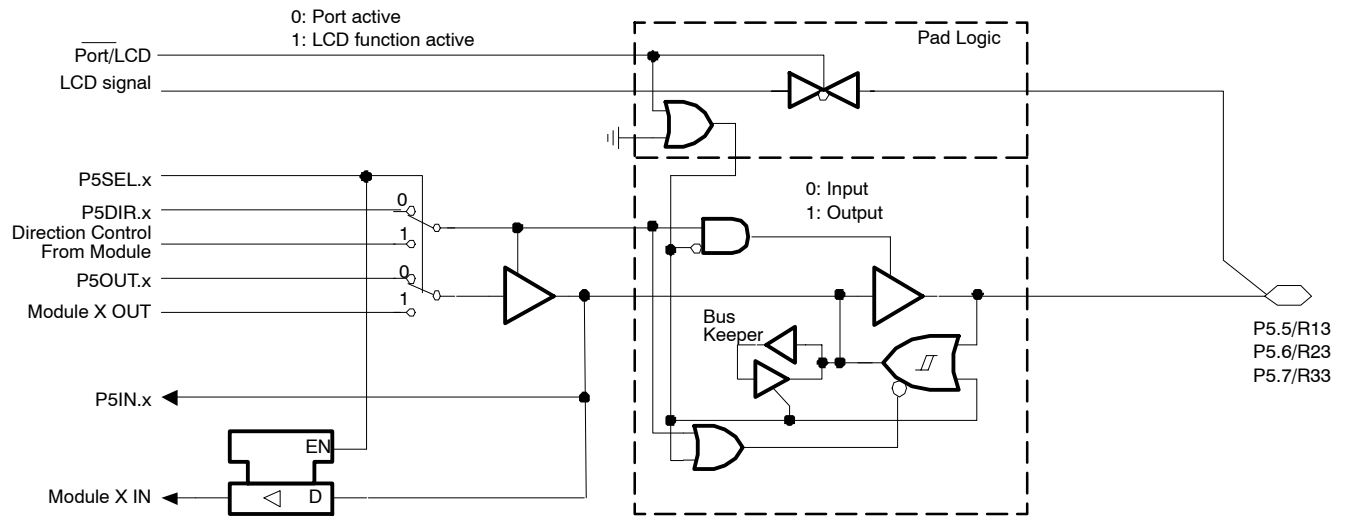 0: Port active
1: LCD function active
Port/LCD
LCD signal
Pad Logic
P5SEL.x
0
P5DIR.x
Direction Control
From Module
1
P5OUT.x
0
Module X OUT
1
0: Input
1: Output
Bus
Keeper
P5.5/R13
P5.6/R23
P5.7/R33
P5IN.x
EN
Module X IN
D